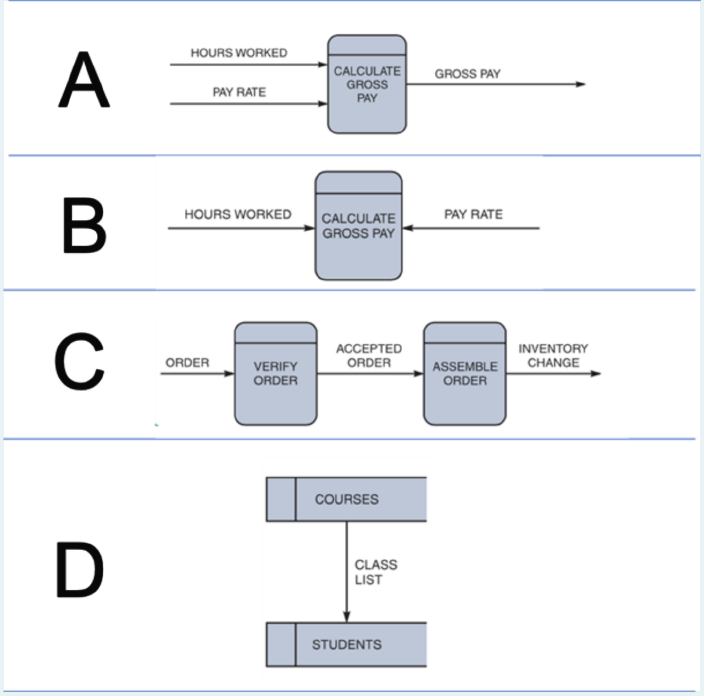 A
HOURS WORKED
PAY RATE
CALCULATE
GROSS
PAY
GROSS PAY
B
HOURS WORKED
CALCULATE
GROSS PAY
PAY RATE
C
ORDER
VERIFY
ORDER
ACCEPTED
ORDER
ASSEMBLE
ORDER
INVENTORY
CHANGE
D
COURSES
CLASS
LIST
STUDENTS